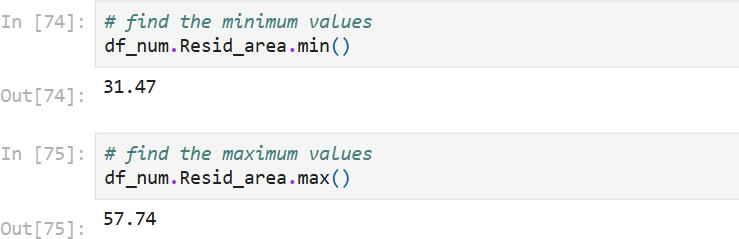 In [74]: # find the minimum values
df_num.Resid_area.min()
Out[74]: 31.47
In [75]: # find the maximum values
df_num.Resid_area.max()
Out[75]: 57.74